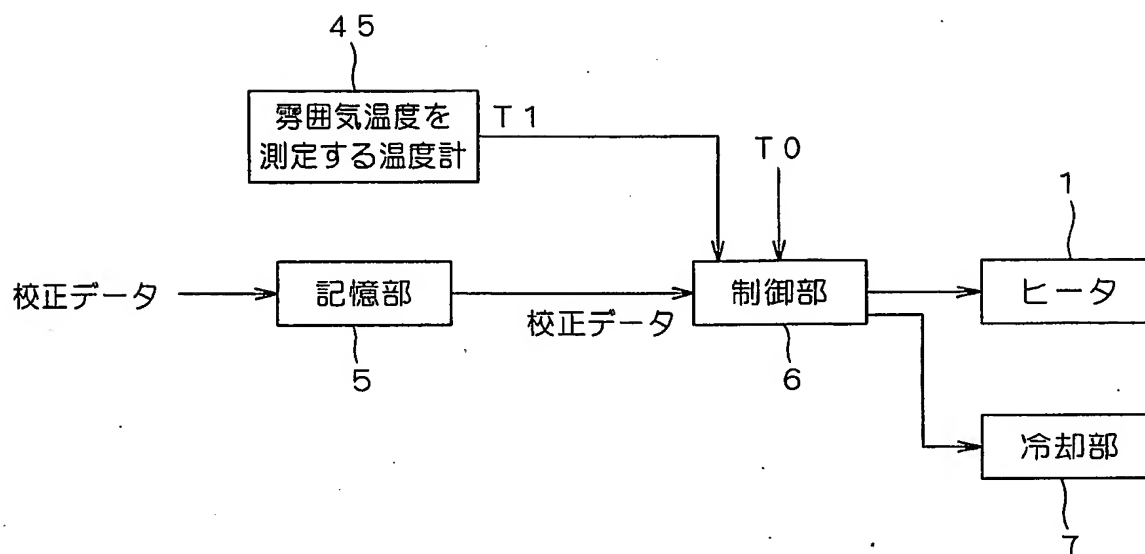 ４５
雰囲気温度を
測定する温度計
Ｔ１
Ｔ０
１
校正データ
記憶部
校正データ
制御部
ヒータ
５
６
冷却部
７